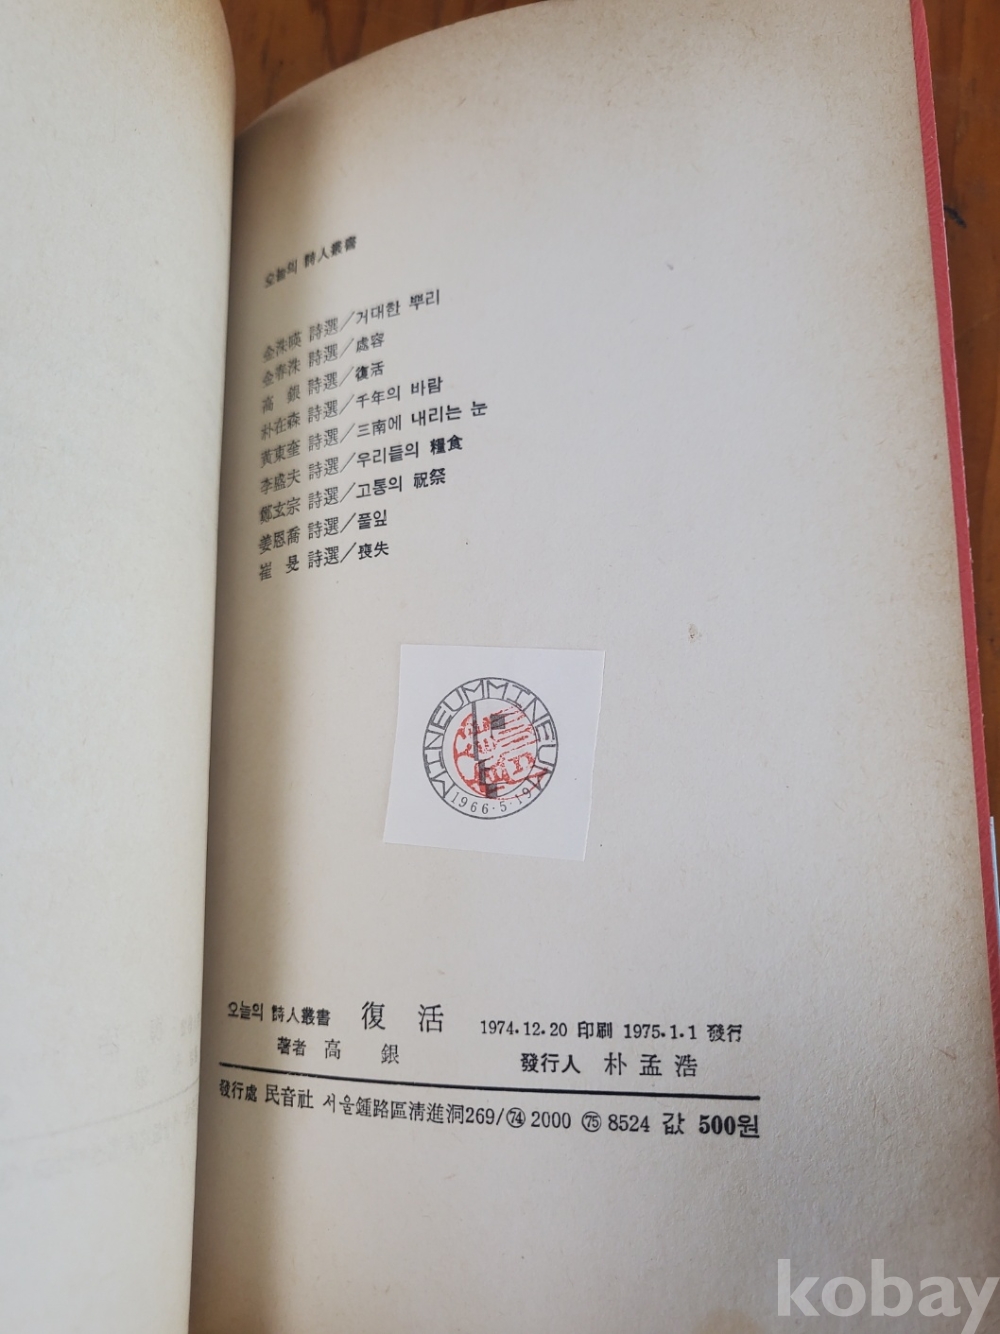 오늘의 詩人叢書
金洙暎 詩選/거대한 뿌리
金春洙 詩選/處容
高 銀 詩選/復活
朴在森 詩選/千年의 바람
黃東奎 詩選/三南에 내리는 눈
李盛夫 詩選/우리들의 糧食
鄭玄宗 詩選/고통의 祝祭
姜恩喬 詩選/풀잎
崔 旻 詩選/喪失
MINEUMMINEUM
1966·5·19
오늘의 詩人叢書 復活 1974.12.20 印刷 1975.1.1 發行
著者 高 銀 發行人 朴孟浩
發行處 民音社 서울鍾路區淸進洞269/㉔ 2000 ㉕ 8524 값 500원
kobay